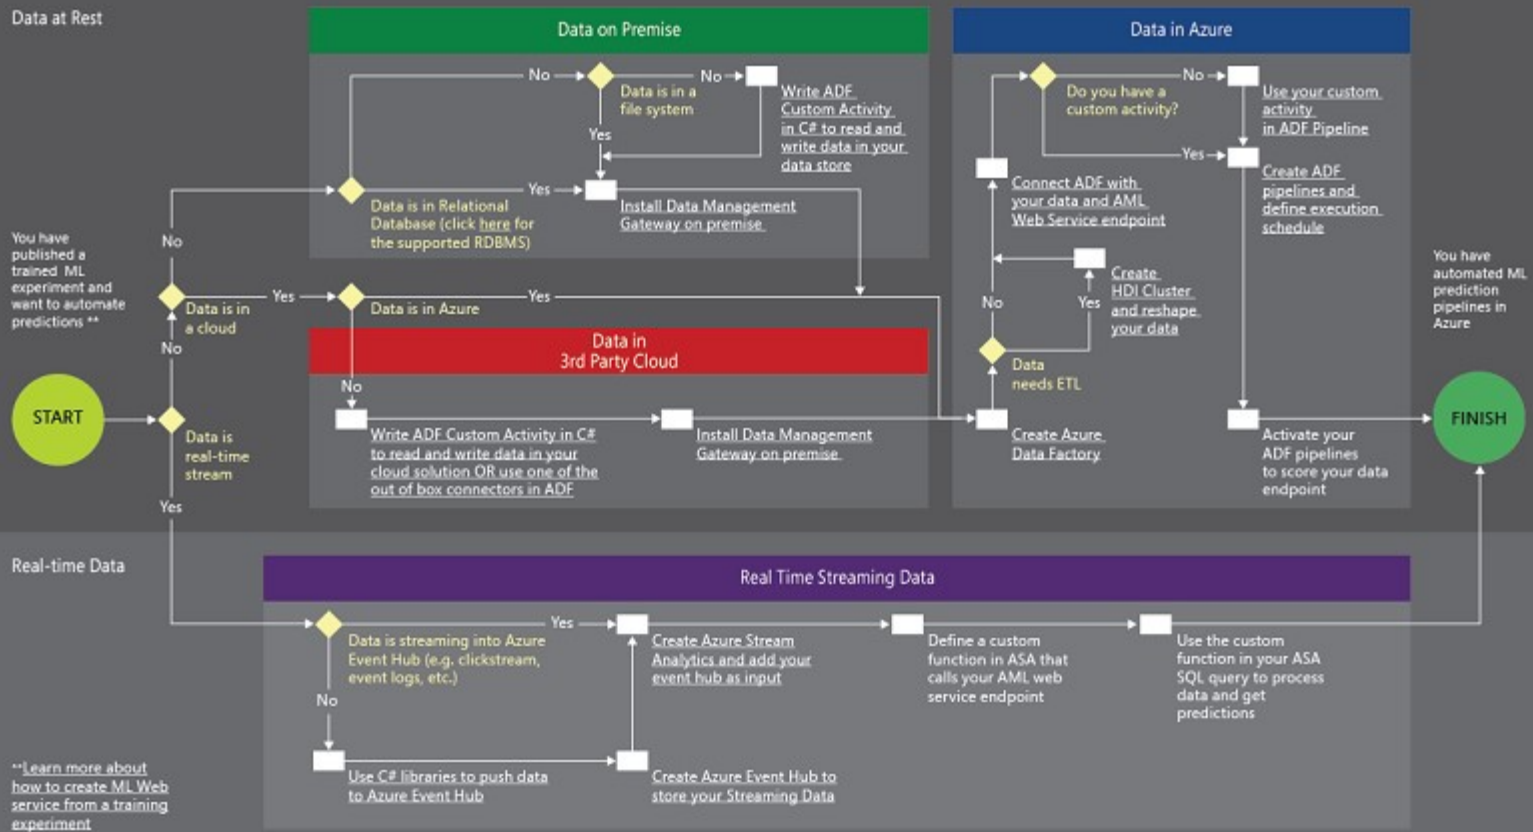 Data at Rest
Data on Premise
No
Data is in a
file system
No
Write ADF
Custom Activity
in C# to read and
write data in your
data store
Yes
Data is in Relational
Database (click here for
the supported RDBMS)
Yes
Install Data Management
Gateway on premise
Data in Azure
Do you have a
custom activity?
No
Use your custom
activity
in ADF Pipeline
Yes
Create ADF
pipelines and
define execution
schedule
Connect ADF with
your data and AML
Web Service endpoint
Create
HDI Cluster
and reshape
your data
No
Yes
Data
needs ETL
Create Azure
Data Factory
Activate your
ADF pipelines
to score your data
endpoint
You have
published a
trained ML
experiment and
want to automate
predictions **
No
Data is in
a cloud
Yes
Data is in Azure
Yes
No
START
Data is
real-time
stream
Yes
Data in
3rd Party Cloud
No
Write ADF Custom Activity in C#
to read and write data in your
cloud solution OR use one of the
out of box connectors in ADF
Install Data Management
Gateway on premise
You have
automated ML
prediction
pipelines in
Azure
FINISH
Real-time Data
Real Time Streaming Data
Data is streaming into Azure
Event Hub (e.g. clickstream,
event logs, etc.)
Yes
Create Azure Stream
Analytics and add your
event hub as input
Define a custom
function in ASA that
calls your AML web
service endpoint
Use the custom
function in your ASA
SQL query to process
data and get
predictions
No
Use C# libraries to push data
to Azure Event Hub
Create Azure Event Hub to
store your Streaming Data
**Learn more about
how to create ML Web
service from a training
experiment